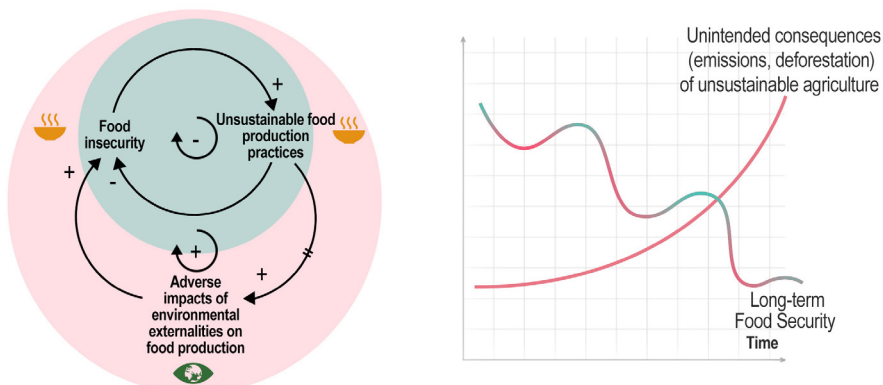 +
Food
insecurity
-
Unsustainable food
production
practices
+
-
+
+
Adverse
impacts of
environmental
externalities on
food production
Unintended consequences
(emissions, deforestation)
of unsustainable agriculture
Long-term
Food Security
Time